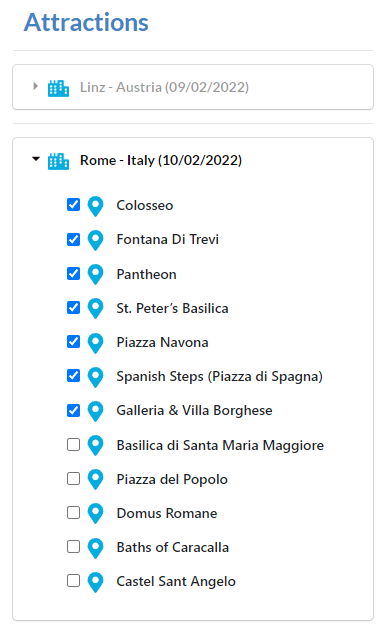 Attractions
Linz - Austria (09/02/2022)
Rome - Italy (10/02/2022)
Colosseo
Fontana Di Trevi
Pantheon
St. Peter’s Basilica
Piazza Navona
Spanish Steps (Piazza di Spagna)
Galleria & Villa Borghese
Basilica di Santa Maria Maggiore
Piazza del Popolo
Domus Romane
Baths of Caracalla
Castel Sant Angelo